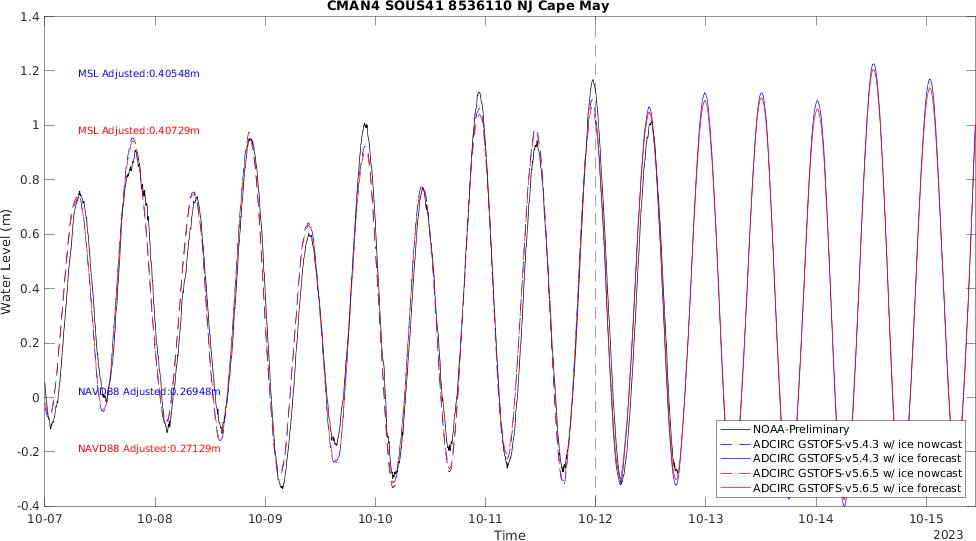 CMAN4 SOUS41 8536110 NJ Cape May
1.4
1.2
1
0.8
0.6
0.4
0.2
0
-0.2
-0.4
Water Level (m)
MSL Adjusted:0.40548m
MSL Adjusted:0.40729m
NAVD88 Adjusted:0.26948m
NAVD88 Adjusted:0.27129m
NOAA-Preliminary
ADCIRC GSTOFS-v5.4.3 w/ ice nowcast
ADCIRC GSTOFS-v5.4.3 w/ ice forecast
ADCIRC GSTOFS-v5.6.5 w/ ice nowcast
ADCIRC GSTOFS-v5.6.5 w/ ice forecast
10-07 10-08 10-09 10-10 10-11 10-12 10-13 10-14 10-15
Time
2023